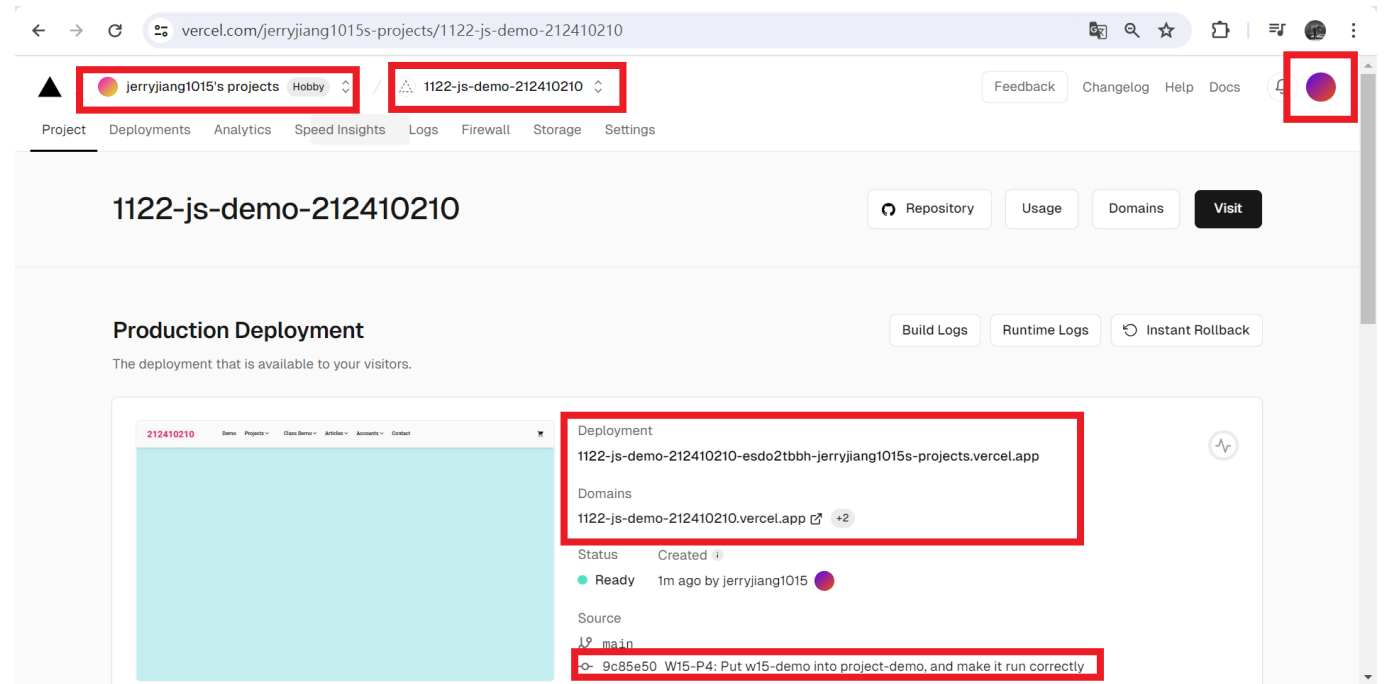 vercel.com/jerryjiang1015s-projects/1122-js-demo-212410210
jerryjiang1015's projects Hobby / 1122-js-demo-212410210 Feedback Changelog Help Docs
Project Deployments Analytics Speed Insights Logs Firewall Storage Settings
1122-js-demo-212410210 Repository Usage Domains Visit
Production Deployment Build Logs Runtime Logs Instant Rollback
The deployment that is available to your visitors.
212410210 Demo Projects Class Demo Articles Accounts Contact
Deployment
1122-js-demo-212410210-esdo2tbbh-jerryjiang1015s-projects.vercel.app
Domains
1122-js-demo-212410210.vercel.app +2
Status Created
Ready 1m ago by jerryjiang1015
Source
main
9c85e50 W15-P4: Put w15-demo into project-demo, and make it run correctly